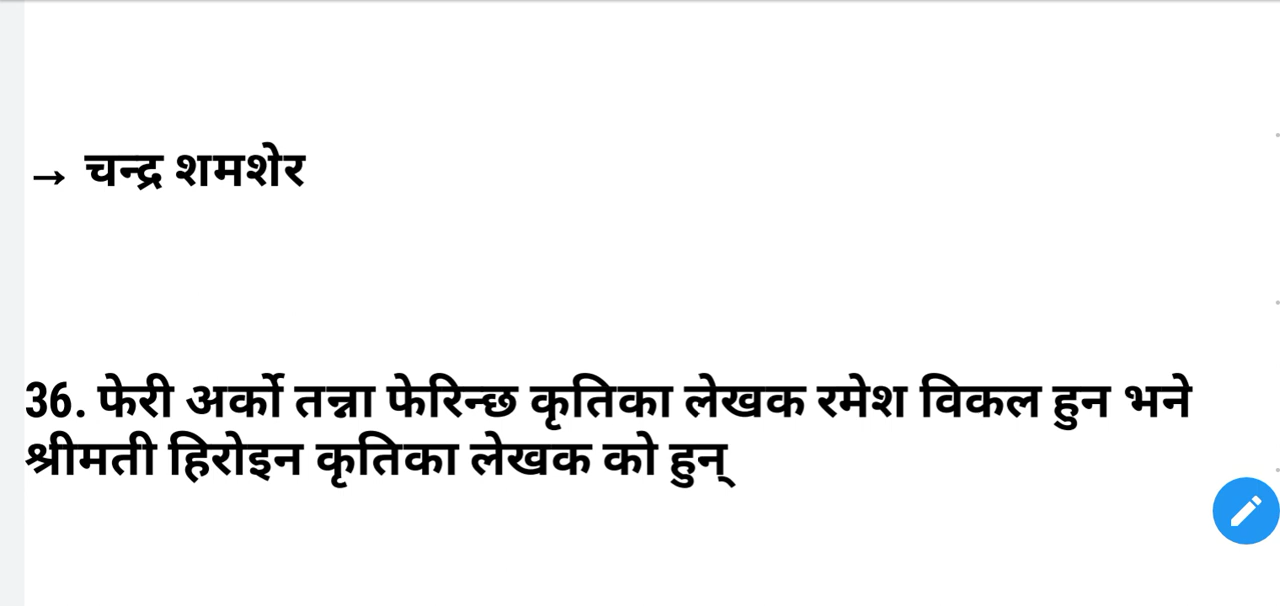 → चन्द्र शमशेर
36. फेरी अर्को तन्ना फेरिन्छ कृतिका लेखक रमेश विकल हुन भने
श्रीमती हिरोइन कृतिका लेखक को हुन्